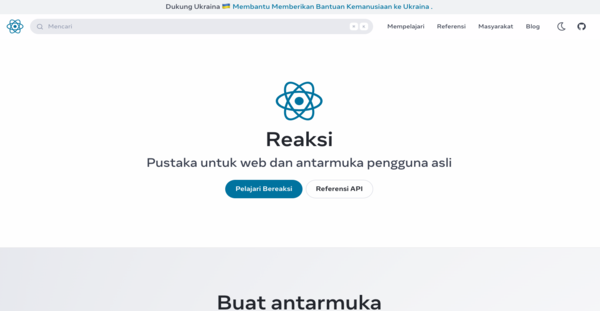 Dukung Ukraina 🇺🇦 Membantu Memberikan Bantuan Kemanusiaan ke Ukraina .
Mencari
Mempelajari
Referensi
Masyarakat
Blog
Reaksi
Pustaka untuk web dan antarmuka pengguna asli
Pelajari Bereaksi
Referensi API
Buat antarmuka